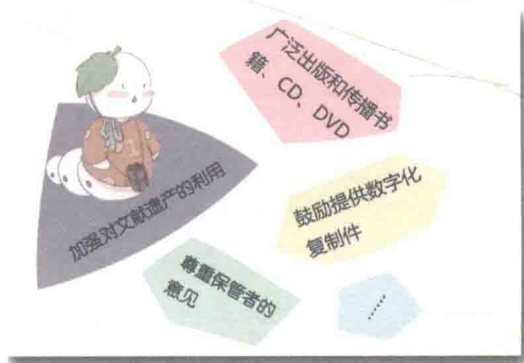 广泛出版和传播书
籍、CD、DVD
加强对文献遗产的利用
鼓励提供数字化
复制件
尊重保管者的
意见
……